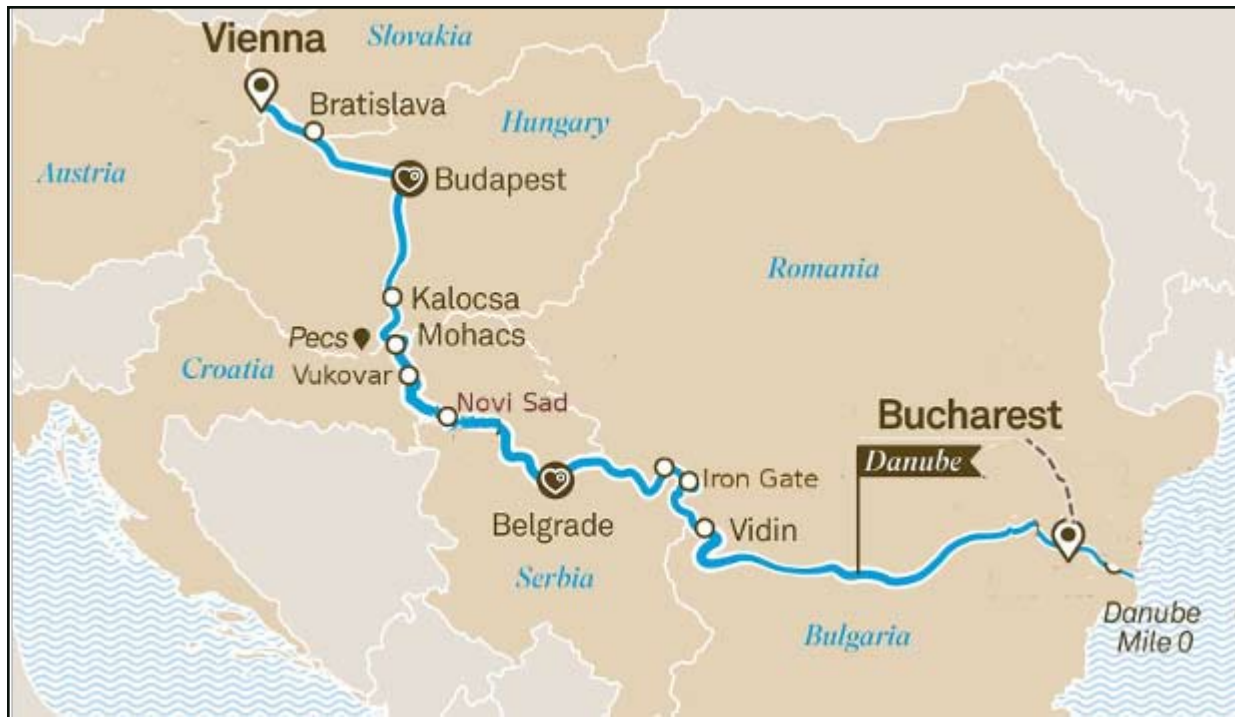 Vienna
Slovakia
Bratislava
Hungary
Austria
Budapest
Romania
Kalocsa
Pecs
Mohacs
Croatia
Vukovar
Novi Sad
Bucharest
Danube
Iron Gate
Belgrade
Vidin
Serbia
Bulgaria
Danube
Mile 0